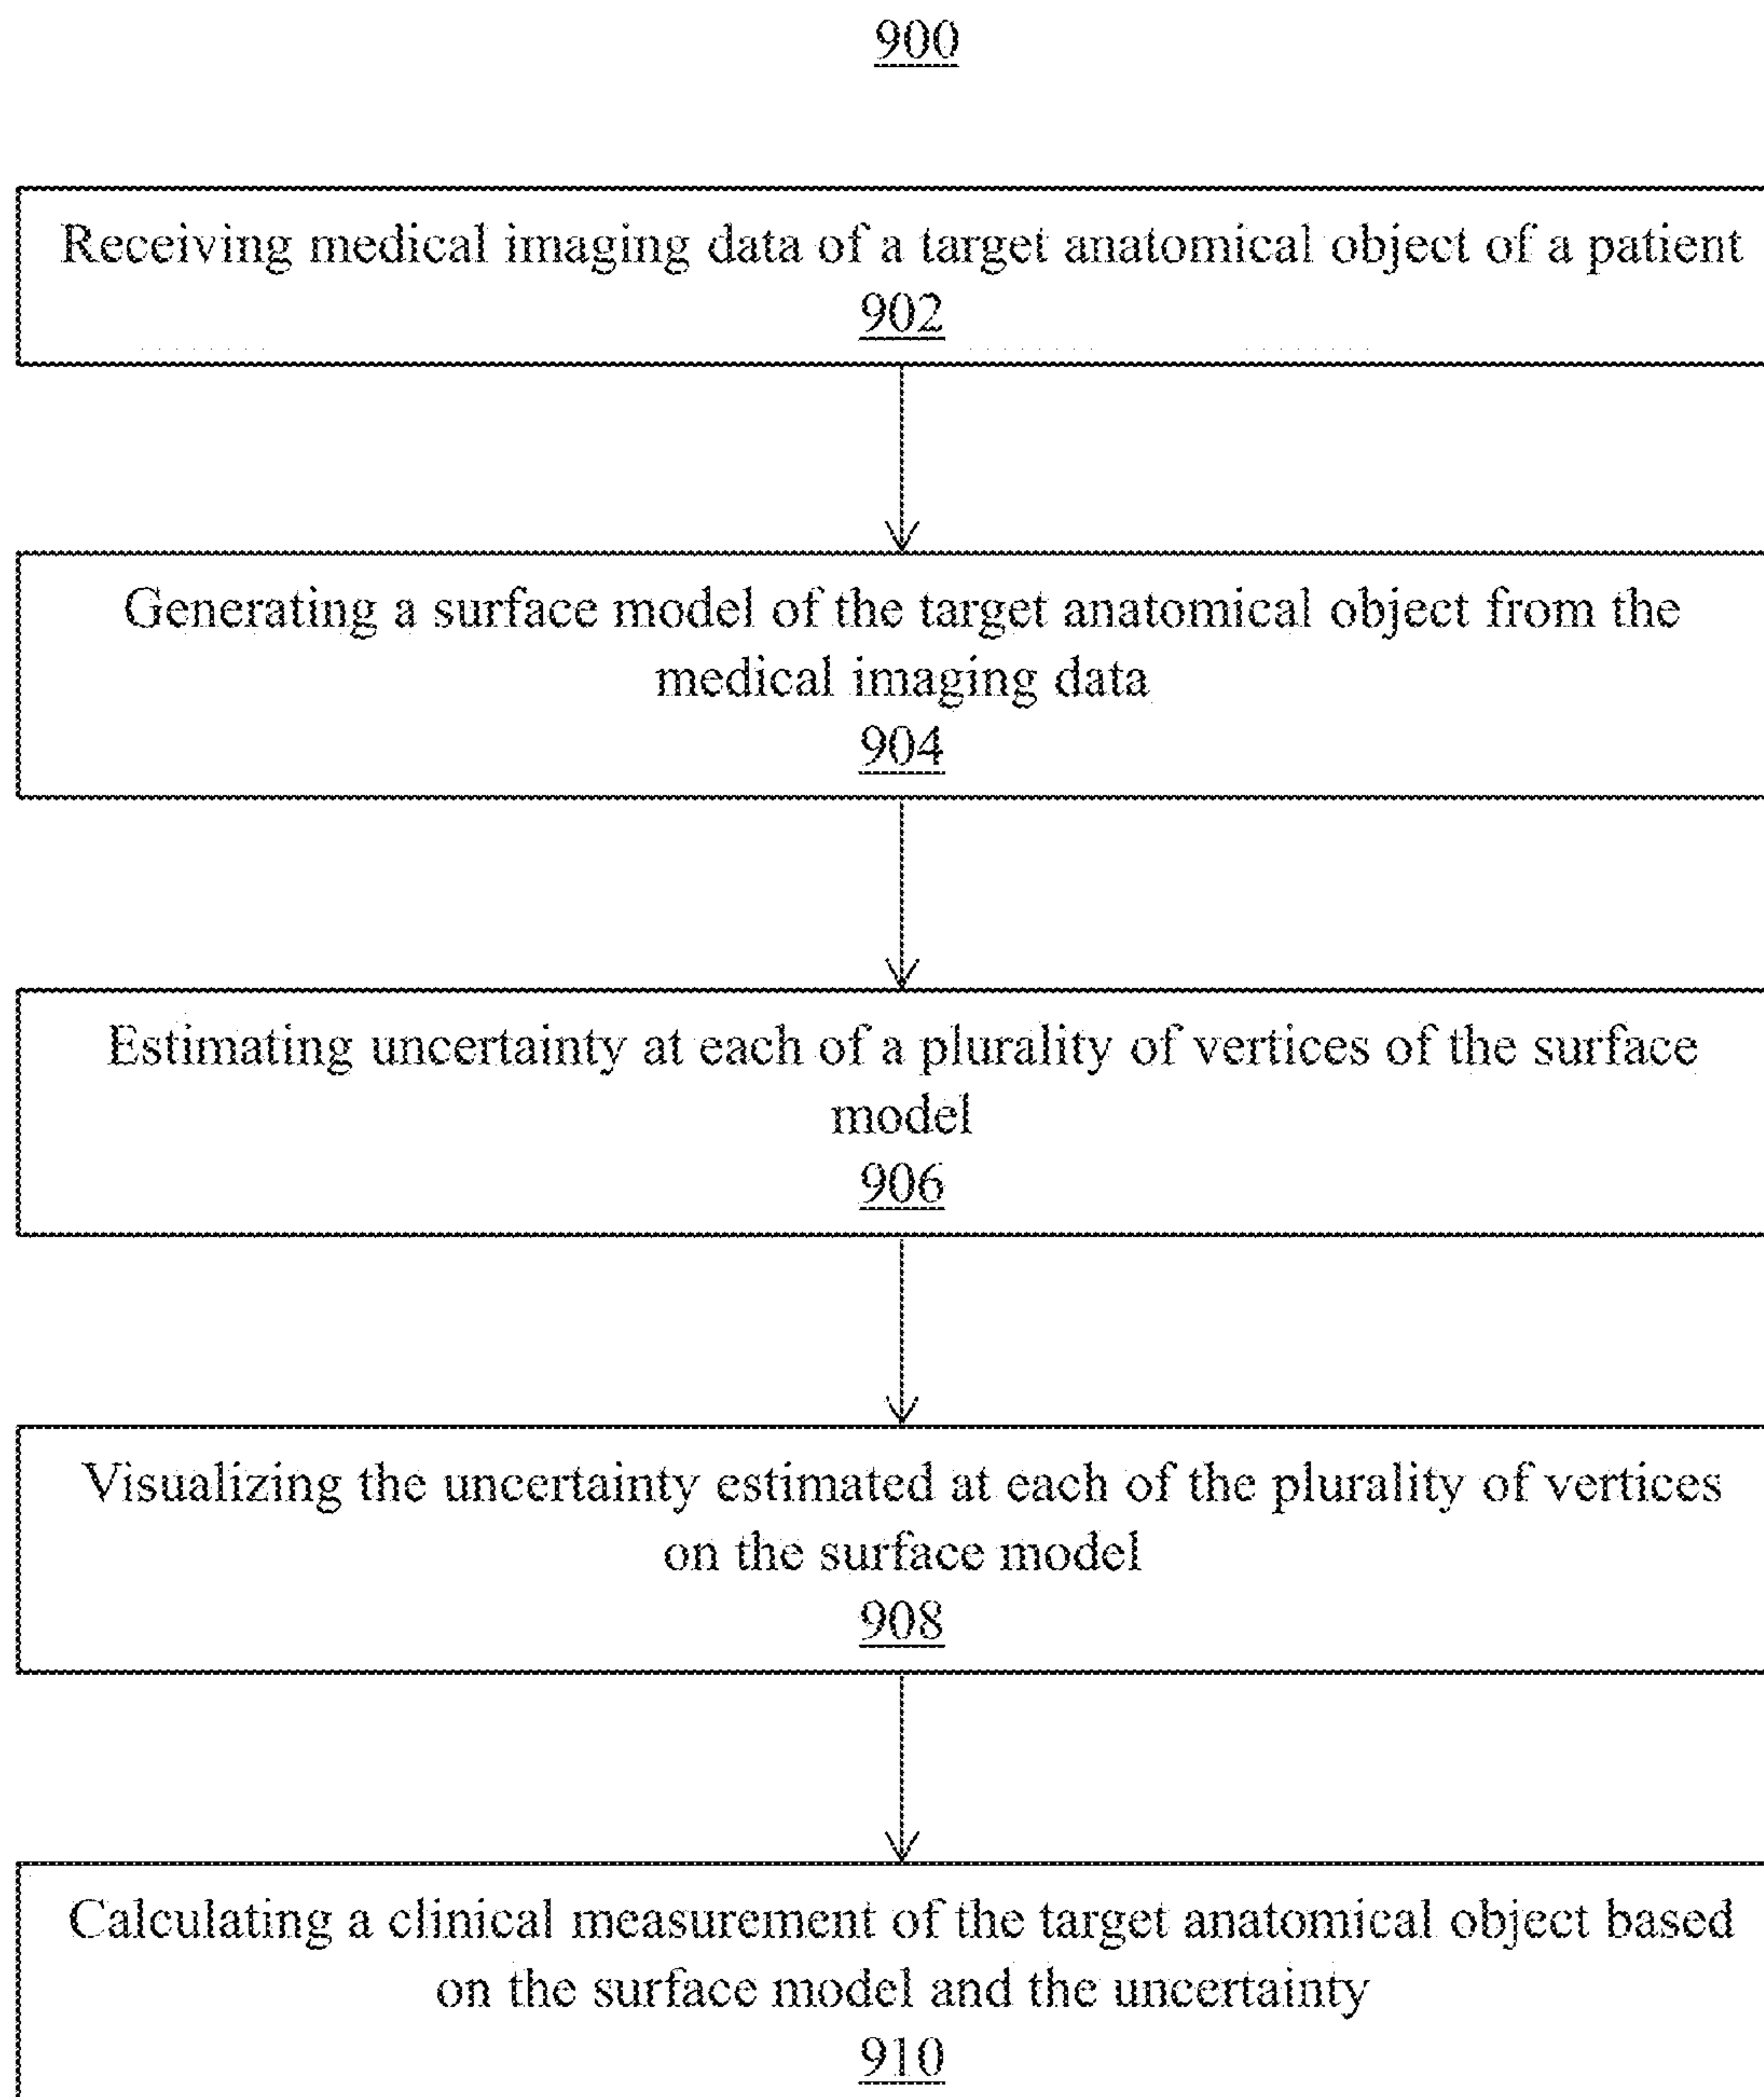 900
Receiving medical imaging data of a target anatomical object of a patient
902
Generating a surface model of the target anatomical object from the
medical imaging data
904
Estimating uncertainty at each of a plurality of vertices of the surface
model
906
Visualizing the uncertainty estimated at each of the plurality of vertices
on the surface model
908
Calculating a clinical measurement of the target anatomical object based
on the surface model and the uncertainty
910